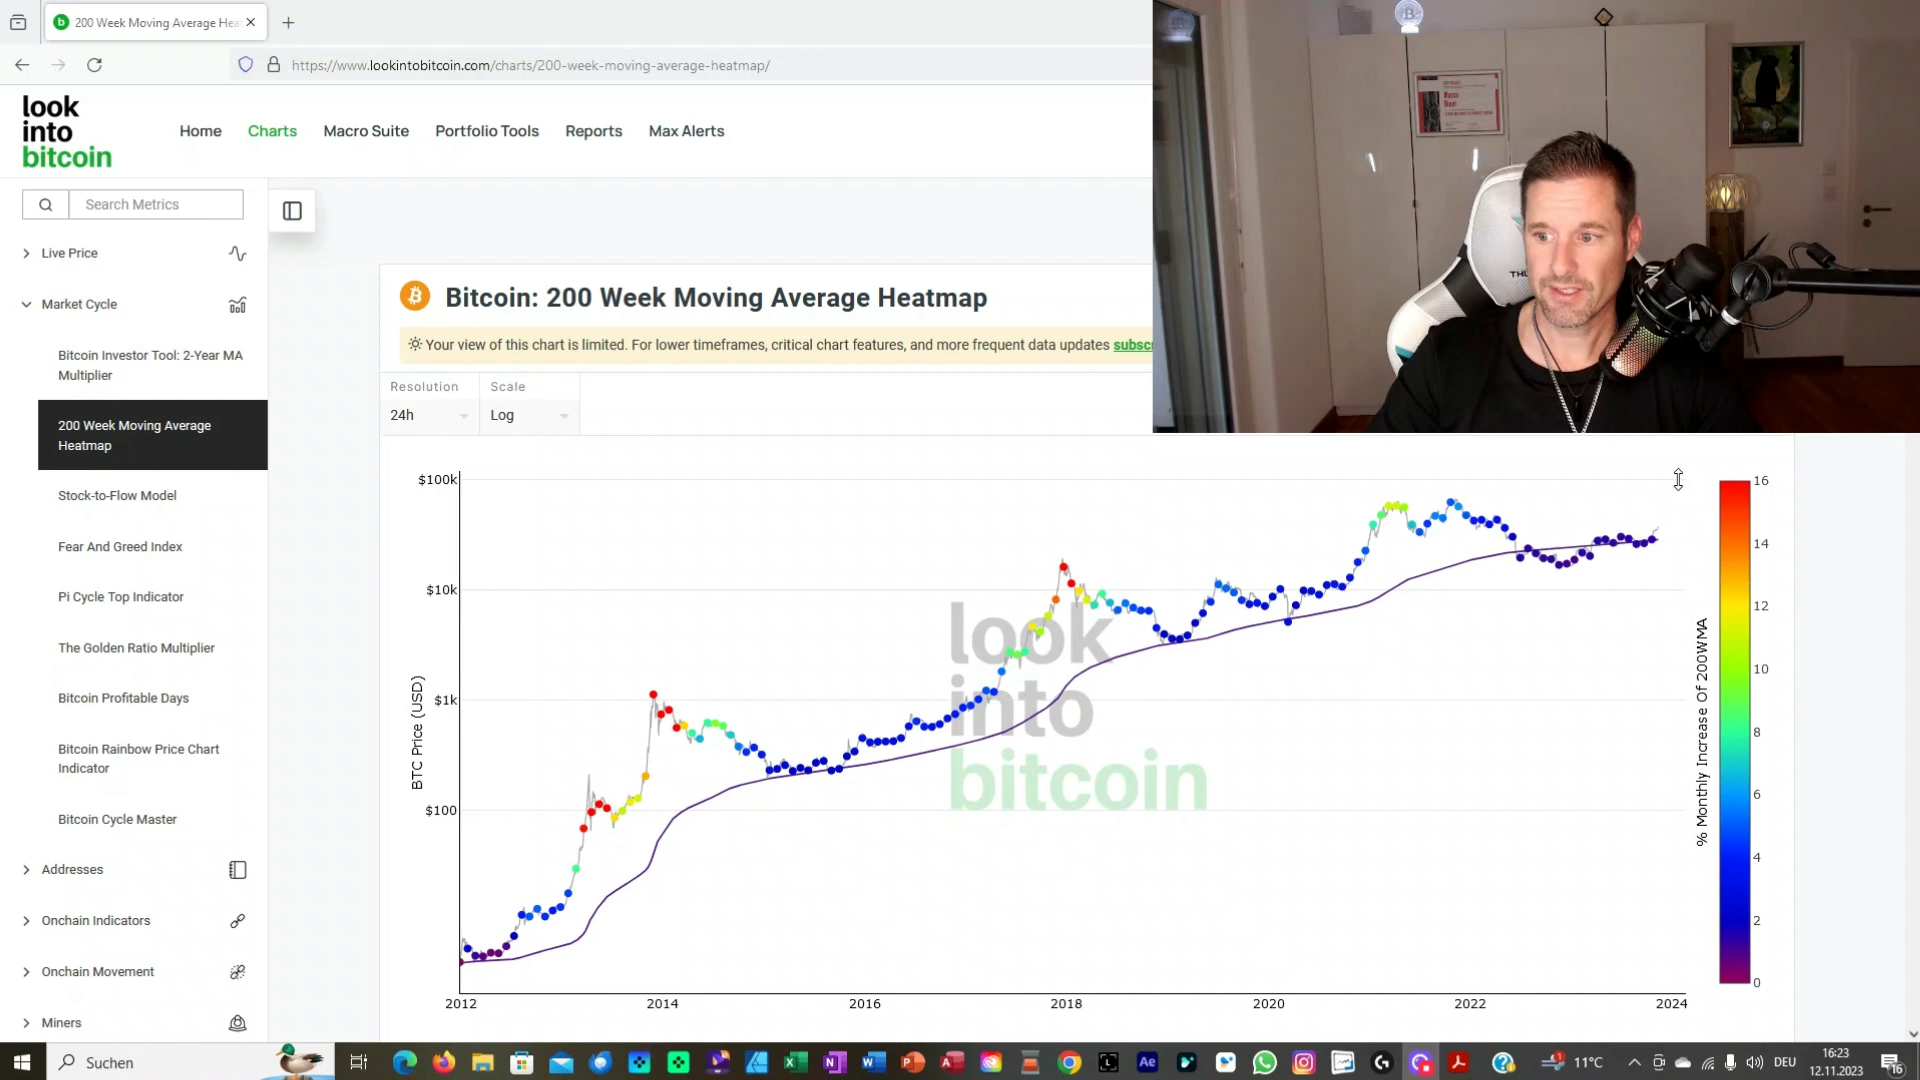 200 Week Moving Average Hea
https://www.lookintobitcoin.com/charts/200-week-moving-average-heatmap/
look
into
bitcoin
Home
Charts
Macro Suite
Portfolio Tools
Reports
Max Alerts
Search Metrics
Live Price
Market Cycle
Bitcoin Investor Tool: 2-Year MA
Multiplier
200 Week Moving Average
Heatmap
Stock-to-Flow Model
Fear And Greed Index
Pi Cycle Top Indicator
The Golden Ratio Multiplier
Bitcoin Profitable Days
Bitcoin Rainbow Price Chart
Indicator
Bitcoin Cycle Master
Addresses
Onchain Indicators
Onchain Movement
Miners
Bitcoin: 200 Week Moving Average Heatmap
Your view of this chart is limited. For lower timeframes, critical chart features, and more frequent data updates subsc
Resolution
24h
Scale
Log
$100k
$10k
$1k
$100
BTC Price (USD)
look
into
bitcoin
2012
2014
2016
2018
2020
2022
2024
% Monthly Increase Of 200WMA
16
14
12
10
8
6
4
2
0
Suchen
Ae
11°C
DEU
16:23
12.11.2023
16